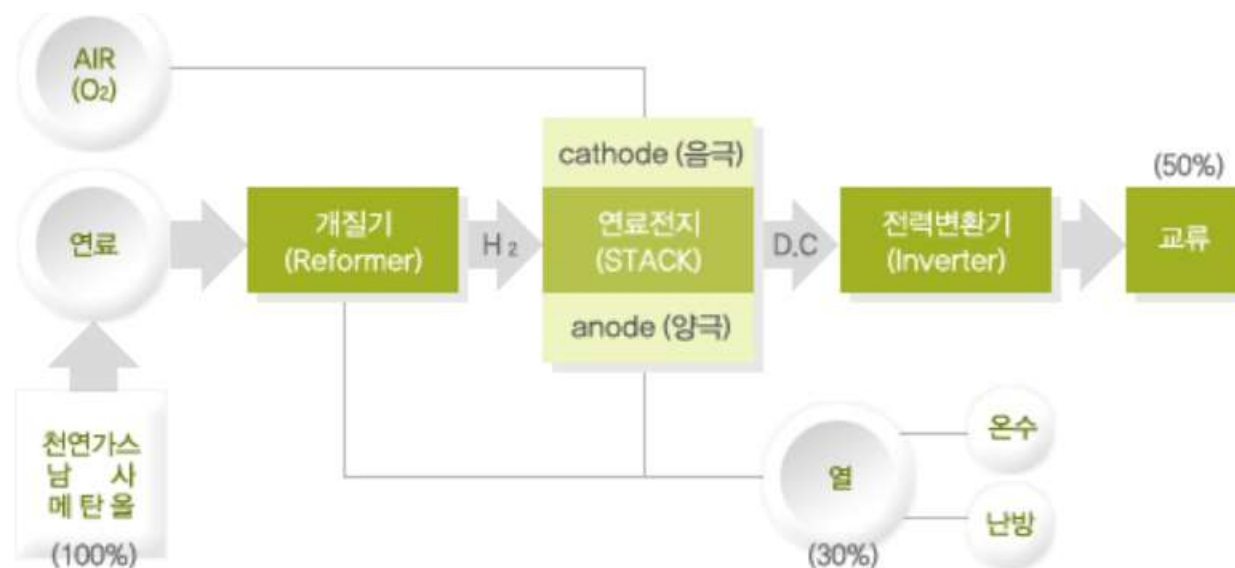 AIR
(O₂)
cathode (음극)
(50%)
연료
개질기
(Reformer)
H₂
연료전지
(STACK)
D.C
전력변환기
(Inverter)
교류
anode (양극)
천연가스
남 사
메탄올
(100%)
열
(30%)
온수
난방